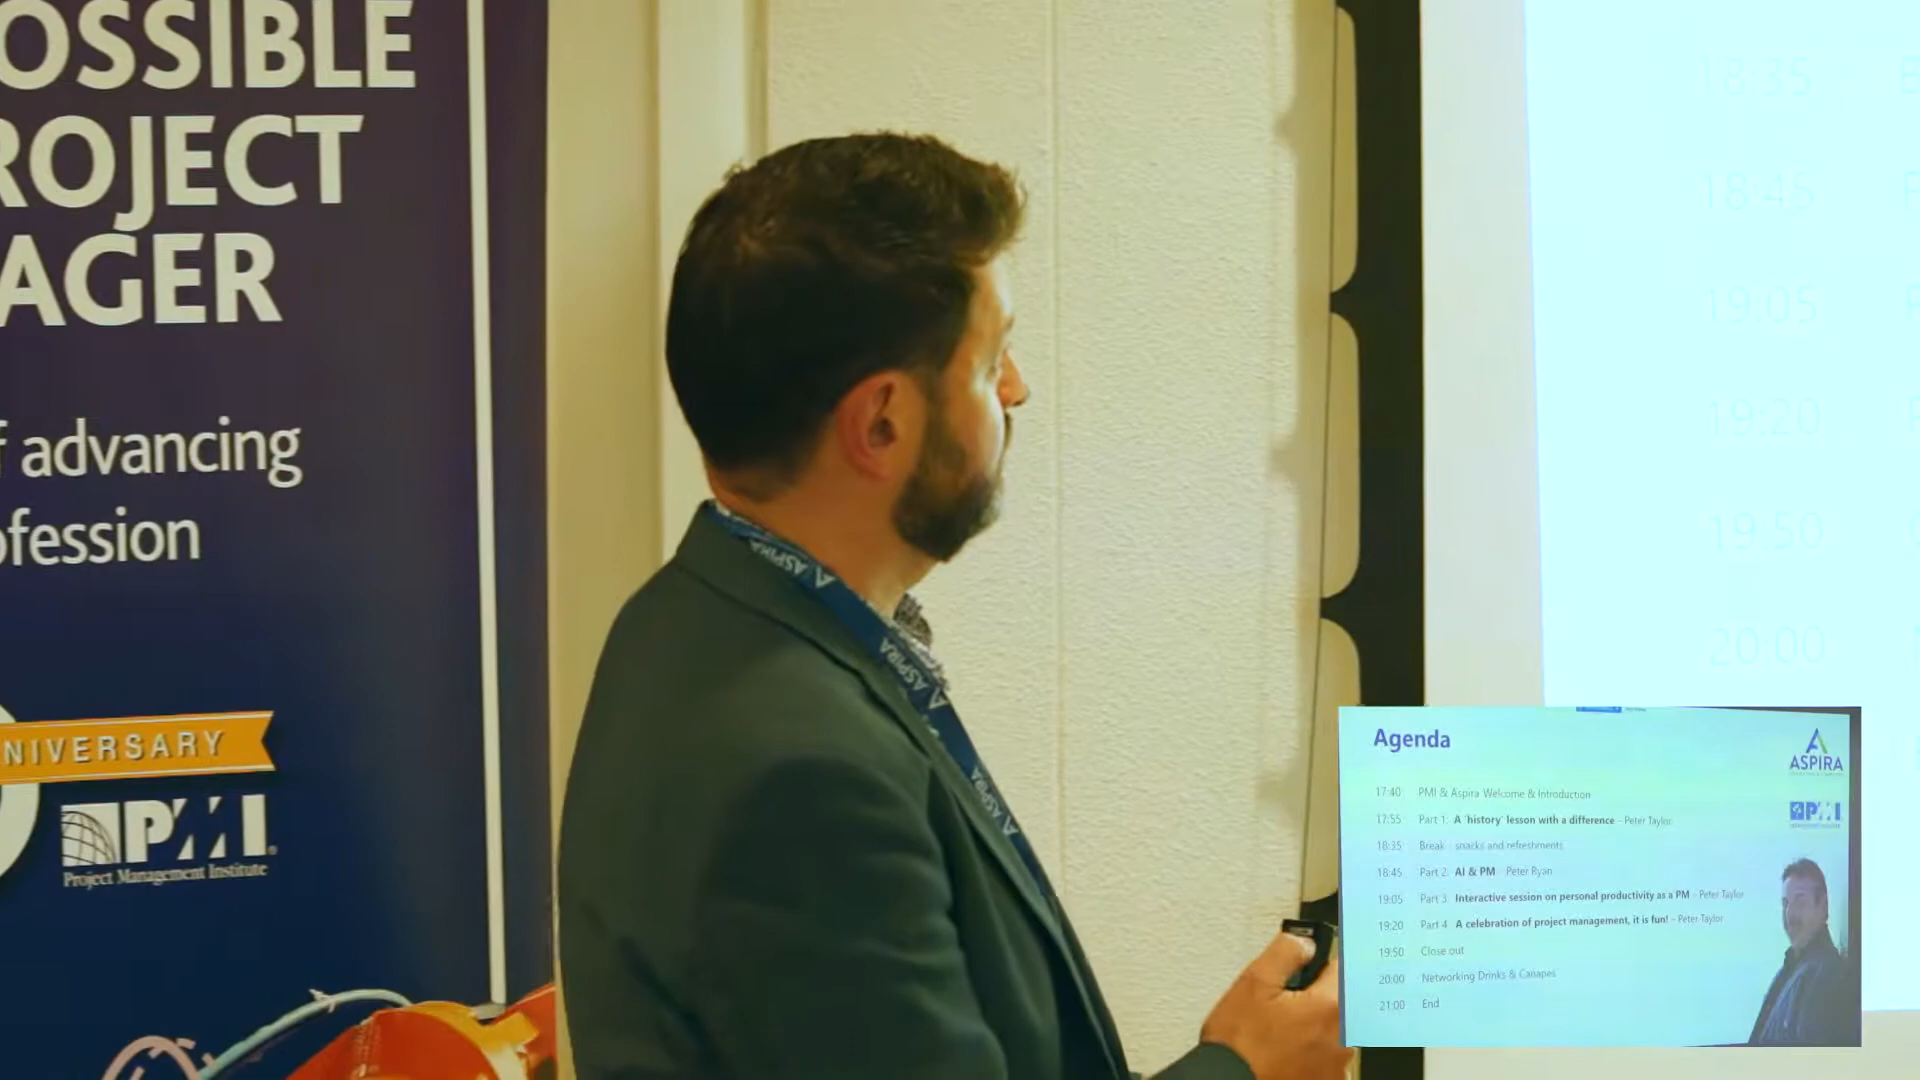 OSSIBLE
ROJECT
AGER
f advancing
ofession
NIVERSARY
PMI
Project Management Institute
ASPIRA
ASPIRA
ASPIRA
ASPIRA
18:35
18:45
19:05
19:20
19:50
20:00
Agenda
ASPIRA
PMI
17:40 PMI & Aspira Welcome & Introduction
17:55 Part 1: A 'history' lesson with a difference – Peter Taylor
18:35 Break snacks and refreshments
18:45 Part 2: AI & PM Peter Ryan
19:05 Part 3: Interactive session on personal productivity as a PM – Peter Taylor
19:20 Part 4 A celebration of project management, it is fun! – Peter Taylor
19:50 Close out
20:00 Networking Drinks & Canapes
21:00 End